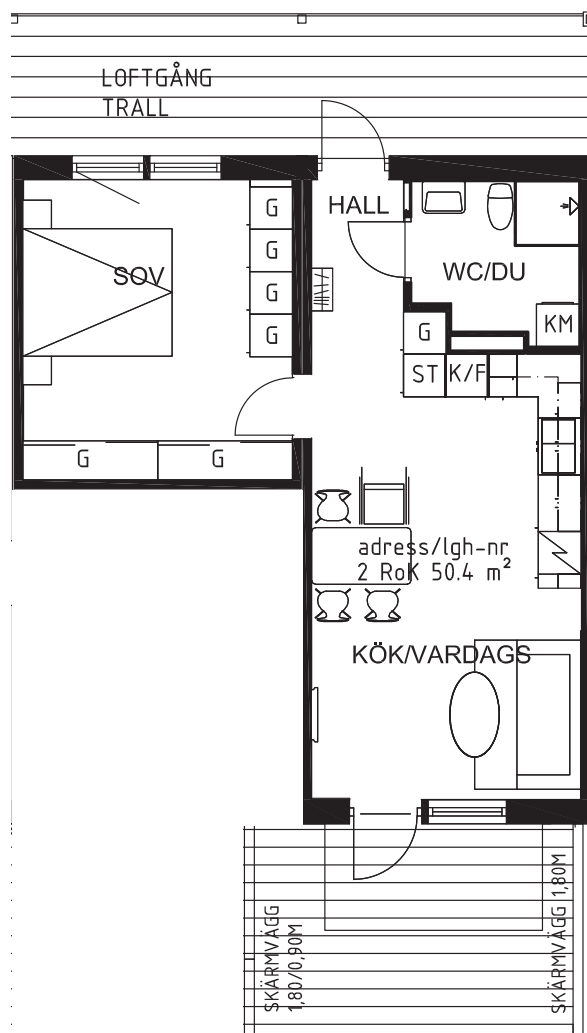 LOFTGÅNG
TRALL
HALL
G
G
G
G
SOV
WC/DU
KM
G
ST
K/F
G
G
adress/lgh-nr
2 RoK 50.4 m²
KÖK/VARDAGS
SKÄRMVÄGG
1,80/0,90M
SKÄRMVÄGG 1,80M